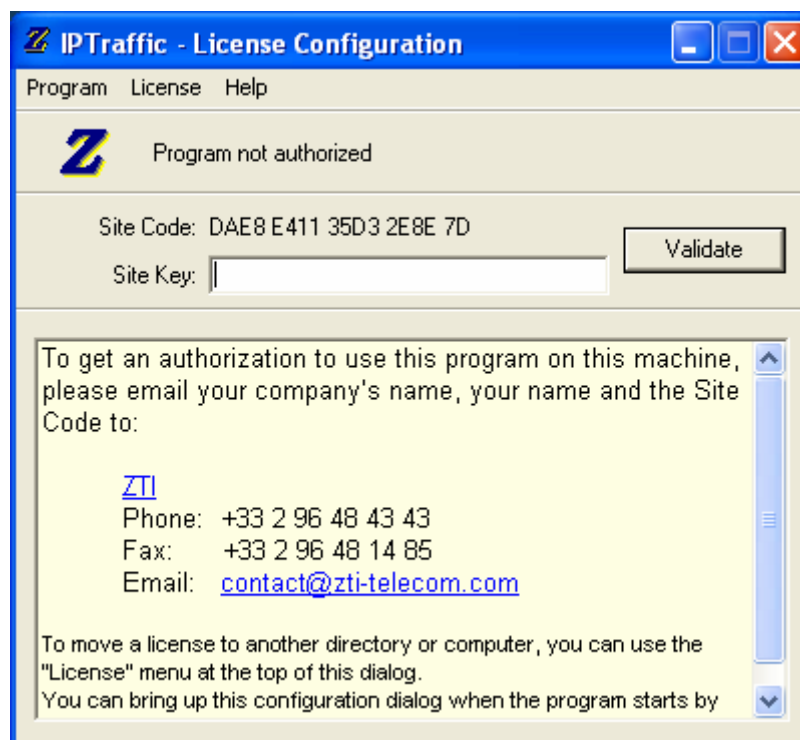 IPTraffic - License Configuration
Program License Help
Z Program not authorized
Site Code: DAE8 E411 35D3 2E8E 7D
Validate
Site Key:
To get an authorization to use this program on this machine,
please email your company's name, your name and the Site
Code to:
ZTI
Phone: +33 2 96 48 43 43
Fax: +33 2 96 48 14 85
Email: contact@zti-telecom.com
To move a license to another directory or computer, you can use the
"License" menu at the top of this dialog.
You can bring up this configuration dialog when the program starts by